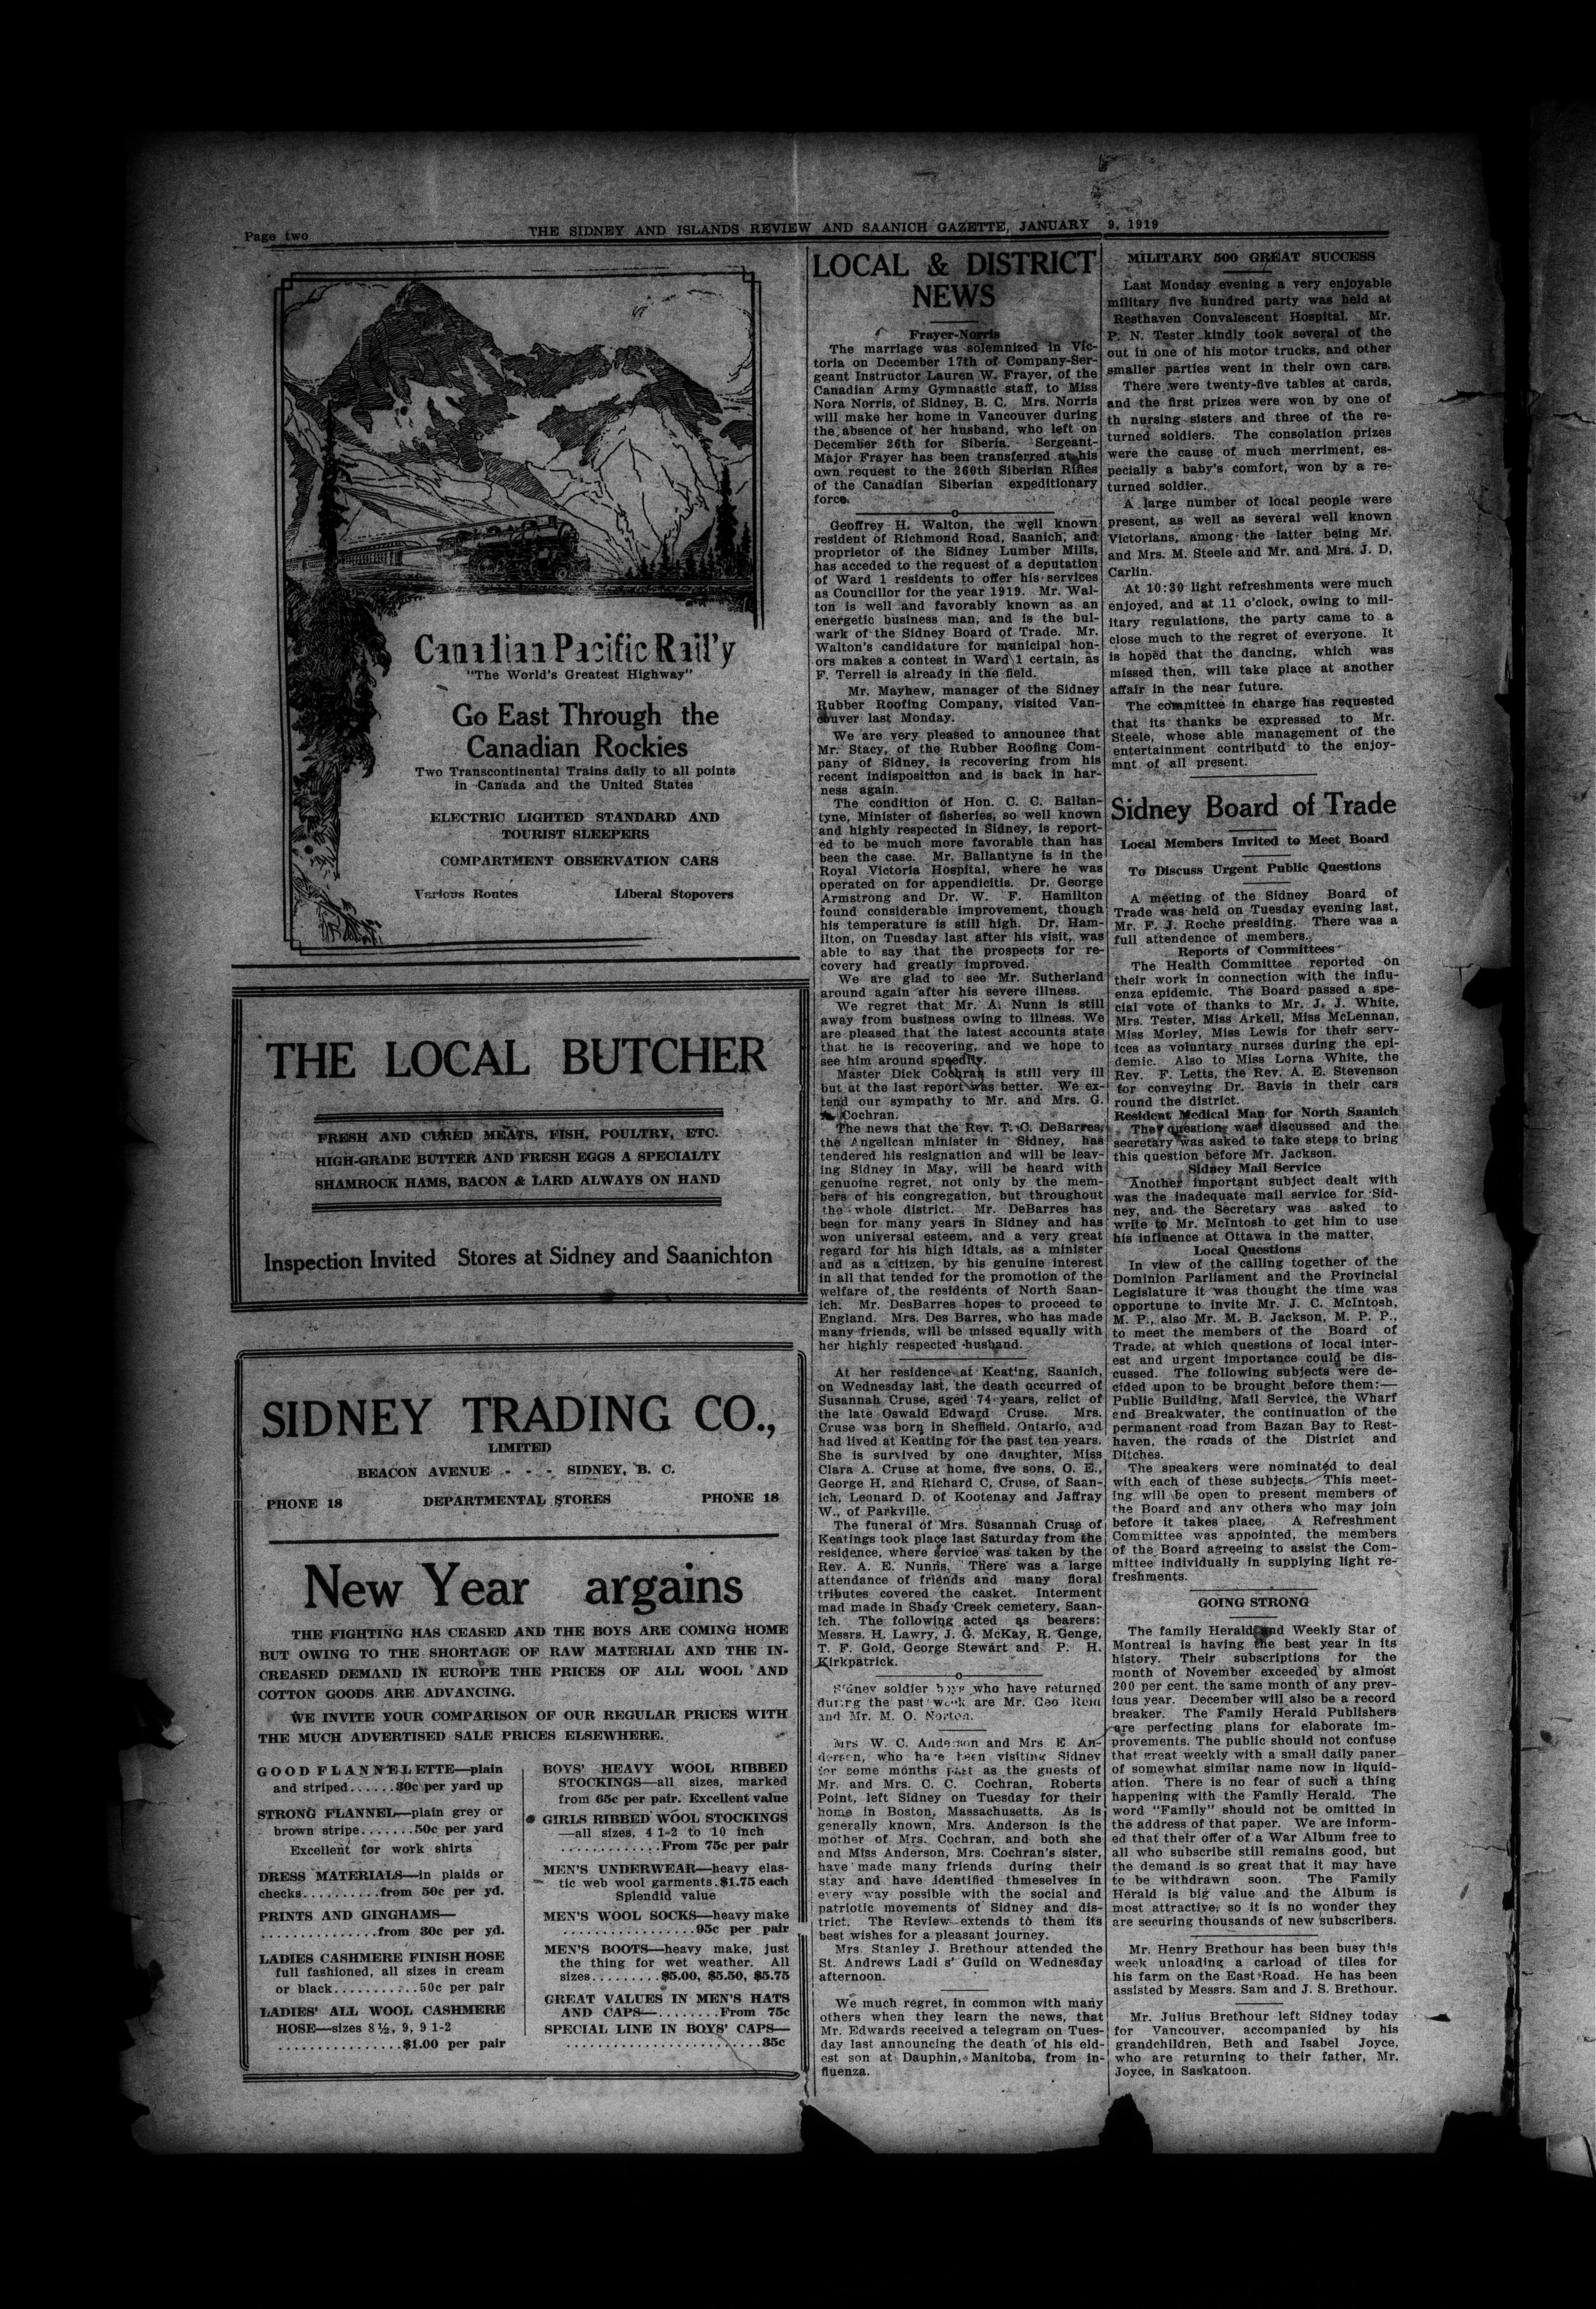 Page two
THE SIDNEY AND ISLANDS REVIEW AND SAANICH GAZETTE, JANUARY 9, 1919
Canadian Pacific Rail'y
"The World's Greatest Highway"
Go East Through the
Canadian Rockies
Two Transcontinental Trains daily to all points
in Canada and the United States
ELECTRIC LIGHTED STANDARD AND
TOURIST SLEEPERS
COMPARTMENT OBSERVATION CARS
Various Routes Liberal Stopovers
THE LOCAL BUTCHER
FRESH AND CURED MEATS, FISH, POULTRY, ETC.
HIGH-GRADE BUTTER AND FRESH EGGS A SPECIALTY
SHAMROCK HAMS, BACON & LARD ALWAYS ON HAND
Inspection Invited Stores at Sidney and Saanichton
SIDNEY TRADING CO.,
LIMITED
BEACON AVENUE - - - SIDNEY, B. C.
PHONE 18 DEPARTMENTAL STORES PHONE 18
New Year argains
THE FIGHTING HAS CEASED AND THE BOYS ARE COMING HOME
BUT OWING TO THE SHORTAGE OF RAW MATERIAL AND THE IN-
CREASED DEMAND IN EUROPE THE PRICES OF ALL WOOL AND
COTTON GOODS ARE ADVANCING.
WE INVITE YOUR COMPARISON OF OUR REGULAR PRICES WITH
THE MUCH ADVERTISED SALE PRICES ELSEWHERE.
GOOD FLANNELETTE—plain
and striped......30c per yard up
STRONG FLANNEL—plain grey or
brown stripe.......50c per yard
Excellent for work shirts
DRESS MATERIALS—in plaids or
checks..........from 50c per yd.
PRINTS AND GINGHAMS—
...............from 30c per yd.
LADIES CASHMERE FINISH HOSE
full fashioned, all sizes in cream
or black...........50c per pair
LADIES' ALL WOOL CASHMERE
HOSE—sizes 8½, 9, 9 1-2
................$1.00 per pair
BOYS' HEAVY WOOL RIBBED
STOCKINGS—all sizes, marked
from 65c per pair. Excellent value
GIRLS RIBBED WOOL STOCKINGS
—all sizes, 4 1-2 to 10 inch
.............From 75c per pair
MEN'S UNDERWEAR—heavy elas-
tic web wool garments.$1.75 each
Splendid value
MEN'S WOOL SOCKS—heavy make
.................95c per pair
MEN'S BOOTS—heavy make, just
the thing for wet weather. All
sizes.........$5.00, $5.50, $5.75
GREAT VALUES IN MEN'S HATS
AND CAPS—........From 75c
SPECIAL LINE IN BOYS' CAPS—
.........................35c
LOCAL & DISTRICT
NEWS
Frayer-Norris
The marriage was solemnized in Vic-
toria on December 17th of Company-Ser-
geant Instructor Lauren W. Frayer, of the
Canadian Army Gymnastic staff, to Miss
Nora Norris, of Sidney, B. C. Mrs. Norris
will make her home in Vancouver during
the absence of her husband, who left on
December 26th for Siberia. Sergeant-
Major Frayer has been transferred at his
own request to the 260th Siberian Rifles
of the Canadian Siberian expeditionary
force.
Geoffrey H. Walton, the well known
resident of Richmond Road, Saanich, and
proprietor of the Sidney Lumber Mills,
has acceded to the request of a deputation
of Ward 1 residents to offer his services
as Councillor for the year 1919. Mr. Wal-
ton is well and favorably known as an
energetic business man, and is the bul-
wark of the Sidney Board of Trade. Mr.
Walton's candidature for municipal hon-
ors makes a contest in Ward 1 certain, as
F. Terrell is already in the field.
Mr. Mayhew, manager of the Sidney
Rubber Roofing Company, visited Van-
couver last Monday.
We are very pleased to announce that
Mr. Stacy, of the Rubber Roofing Com-
pany of Sidney, is recovering from his
recent indisposition and is back in har-
ness again.
The condition of Hon. C. C. Ballan-
tyne, Minister of fisheries, so well known
and highly respected in Sidney, is report-
ed to be much more favorable than has
been the case. Mr. Ballantyne is in the
Royal Victoria Hospital, where he was
operated on for appendicitis. Dr. George
Armstrong and Dr. W. F. Hamilton
found considerable improvement, though
his temperature is still high. Dr. Ham-
ilton, on Tuesday last after his visit, was
able to say that the prospects for re-
covery had greatly improved.
We are glad to see Mr. Sutherland
around again after his severe illness.
We regret that Mr. A. Nunn is still
away from business owing to illness. We
are pleased that the latest accounts state
that he is recovering, and we hope to
see him around speedily.
Master Dick Cochran is still very ill
but at the last report was better. We ex-
tend our sympathy to Mr. and Mrs. G.
Cochran.
The news that the Rev. T. C. DeBarres,
the Angelican minister in Sidney, has
tendered his resignation and will be leav-
ing Sidney in May, will be heard with
genuoine regret, not only by the mem-
bers of his congregation, but throughout
the whole district. Mr. DeBarres has
been for many years in Sidney and has
won universal esteem, and a very great
regard for his high idtals, as a minister
and as a citizen, by his genuine interest
in all that tended for the promotion of the
welfare of the residents of North Saan-
ich. Mr. DesBarres hopes to proceed to
England. Mrs. Des Barres, who has made
many friends, will be missed equally with
her highly respected husband.
At her residence at Keating, Saanich,
on Wednesday last, the death occurred of
Susannah Cruse, aged 74 years, relict of
the late Oswald Edward Cruse. Mrs.
Cruse was born in Sheffield, Ontario, and
had lived at Keating for the past ten years.
She is survived by one daughter, Miss
Clara A. Cruse at home, five sons, O. E.,
George H. and Richard C. Cruse, of Saan-
ich, Leonard D. of Kootenay and Jaffray
W., of Parkville.
The funeral of Mrs. Susannah Cruse of
Keatings took place last Saturday from the
residence, where service was taken by the
Rev. A. E. Nunns. There was a large
attendance of friends and many floral
tributes covered the casket. Interment
mad made in Shady Creek cemetery, Saan-
ich. The following acted as bearers:
Messrs. H. Lawry, J. G. McKay, R. Genge,
T. F. Gold, George Stewart and P. H.
Kirkpatrick.
Sidney soldier boys who have returned
during the past week are Mr. Geo
and Mr. M. O. Norton.
Mrs W. C. Anderson and Mrs E An-
derson, who have been visiting Sidney
for some months past as the guests of
Mr. and Mrs. C. C. Cochran, Roberts
Point, left Sidney on Tuesday for their
home in Boston, Massachusetts. As is
generally known, Mrs. Anderson is the
mother of Mrs. Cochran, and both she
and Miss Anderson, Mrs. Cochran's sister,
have made many friends during their
stay and have identified thmeselves in
every way possible with the social and
patriotic movements of Sidney and dis-
trict. The Review extends to them its
best wishes for a pleasant journey.
Mrs. Stanley J. Brethour attended the
St. Andrews Ladi s' Guild on Wednesday
afternoon.
We much regret, in common with many
others when they learn the news, that
Mr. Edwards received a telegram on Tues-
day last announcing the death of his eld-
est son at Dauphin, Manitoba, from in-
fluenza.
MILITARY 500 GREAT SUCCESS
Last Monday evening a very enjoyable
military five hundred party was held at
Resthaven Convalescent Hospital. Mr.
P. N. Tester kindly took several of the
out in one of his motor trucks, and other
smaller parties went in their own cars.
There were twenty-five tables at cards,
and the first prizes were won by one of
th nursing sisters and three of the re-
turned soldiers. The consolation prizes
were the cause of much merriment, es-
pecially a baby's comfort, won by a re-
turned soldier.
A large number of local people were
present, as well as several well known
Victorians, among the latter being Mr.
and Mrs. M. Steele and Mr. and Mrs. J. D.
Carlin.
At 10:30 light refreshments were much
enjoyed, and at 11 o'clock, owing to mil-
itary regulations, the party came to a
close much to the regret of everyone. It
is hoped that the dancing, which was
missed then, will take place at another
affair in the near future.
The committee in charge has requested
that its thanks be expressed to Mr.
Steele, whose able management of the
entertainment contributd to the enjoy-
mnt of all present.
Sidney Board of Trade
Local Members Invited to Meet Board
To Discuss Urgent Public Questions
A meeting of the Sidney Board of
Trade was held on Tuesday evening last,
Mr. F. J. Roche presiding. There was a
full attendence of members.
Reports of Committees
The Health Committee reported on
their work in connection with the influ-
enza epidemic. The Board passed a spe-
cial vote of thanks to Mr. J. J. White,
Mrs. Tester, Miss Arkell, Miss McLennan,
Miss Morley, Miss Lewis for their serv-
ices as voluntary nurses during the epi-
demic. Also to Miss Lorna White, the
Rev. F. Letts, the Rev. A. E. Stevenson
for conveying Dr. Bavis in their cars
round the district.
Resident Medical Man for North Saanich
The question was discussed and the
secretary was asked to take steps to bring
this question before Mr. Jackson.
Sidney Mail Service
Another important subject dealt with
was the inadequate mail service for Sid-
ney, and the Secretary was asked to
write to Mr. McIntosh to get him to use
his influence at Ottawa in the matter.
Local Questions
In view of the calling together of the
Dominion Parliament and the Provincial
Legislature it was thought the time was
opportune to invite Mr. J. C. McIntosh,
M. P., also Mr. M. B. Jackson, M. P. P.,
to meet the members of the Board of
Trade, at which questions of local inter-
est and urgent importance could be dis-
cussed. The following subjects were de-
cided upon to be brought before them:—
Public Building, Mail Service, the Wharf
and Breakwater, the continuation of the
permanent road from Bazan Bay to Rest-
haven, the roads of the District and
Ditches.
The speakers were nominated to deal
with each of these subjects. This meet-
ing will be open to present members of
the Board and any others who may join
before it takes place. A Refreshment
Committee was appointed, the members
of the Board agreeing to assist the Com-
mittee individually in supplying light re-
freshments.
GOING STRONG
The family Herald and Weekly Star of
Montreal is having the best year in its
history. Their subscriptions for the
month of November exceeded by almost
200 per cent. the same month of any prev-
ious year. December will also be a record
breaker. The Family Herald Publishers
are perfecting plans for elaborate im-
provements. The public should not confuse
that great weekly with a small daily paper
of somewhat similar name now in liquid-
ation. There is no fear of such a thing
happening with the Family Herald. The
word "Family" should not be omitted in
the address of that paper. We are inform-
ed that their offer of a War Album free to
all who subscribe still remains good, but
the demand is so great that it may have
to be withdrawn soon. The Family
Herald is big value and the Album is
most attractive, so it is no wonder they
are securing thousands of new subscribers.
Mr. Henry Brethour has been busy this
week unloading a carload of tiles for
his farm on the East Road. He has been
assisted by Messrs. Sam and J. S. Brethour.
Mr. Julius Brethour left Sidney today
for Vancouver, accompanied by his
grandchildren, Beth and Isabel Joyce,
who are returning to their father, Mr.
Joyce, in Saskatoon.